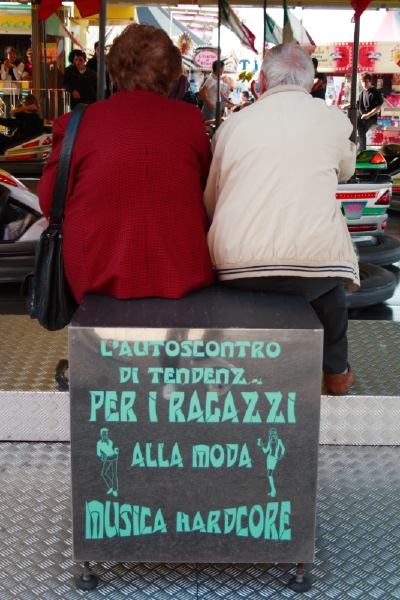 L'AUTOSCONTRO
DI TENDENZ..
PER I RAGAZZI
ALLA MODA
MUSICA HARDCORE